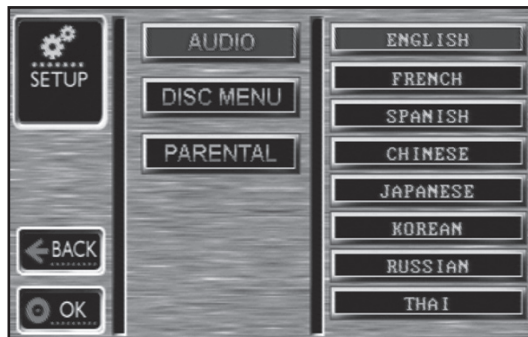 SETUP
BACK
OK
AUDIO
DISC MENU
PARENTAL
ENGLISH
FRENCH
SPANISH
CHINESE
JAPANESE
KOREAN
RUSSIAN
THAI